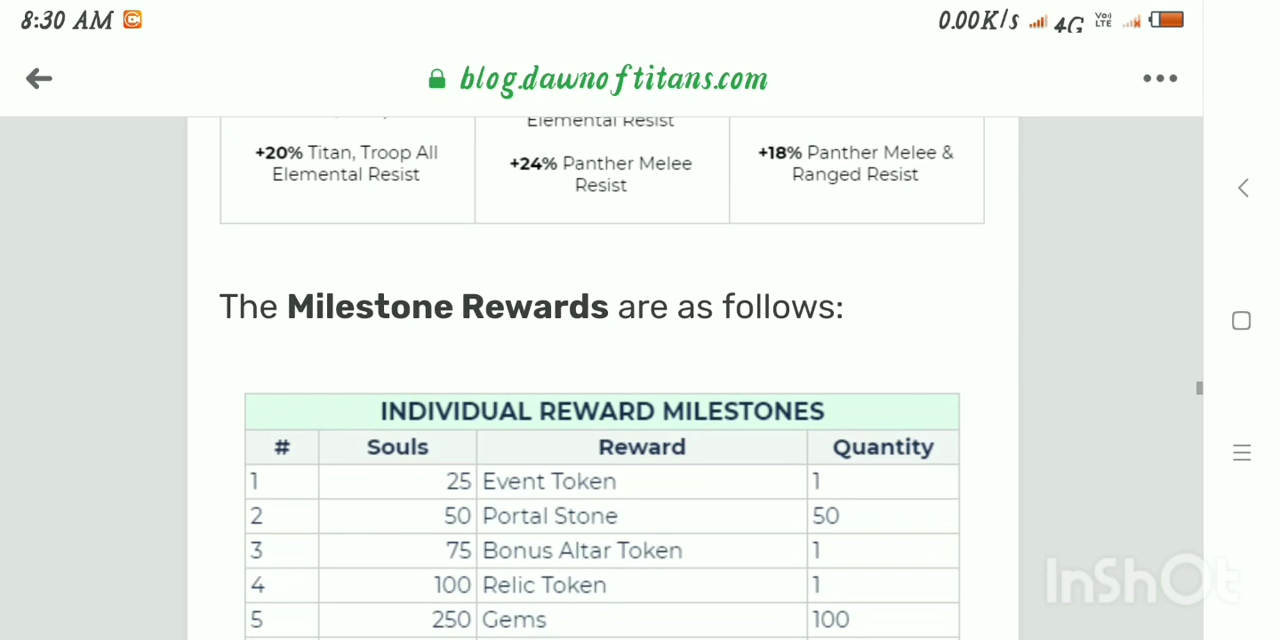 8:30 AM
0.00K/s 4G Vo) LTE
blog.dawnoftitans.com
Elemental Resist
+20% Titan, Troop All
Elemental Resist
+24% Panther Melee
Resist
+18% Panther Melee &
Ranged Resist
The Milestone Rewards are as follows:
INDIVIDUAL REWARD MILESTONES
# Souls Reward Quantity
1 25 Event Token 1
2 50 Portal Stone 50
3 75 Bonus Altar Token 1
4 100 Relic Token 1
5 250 Gems 100
InShOt